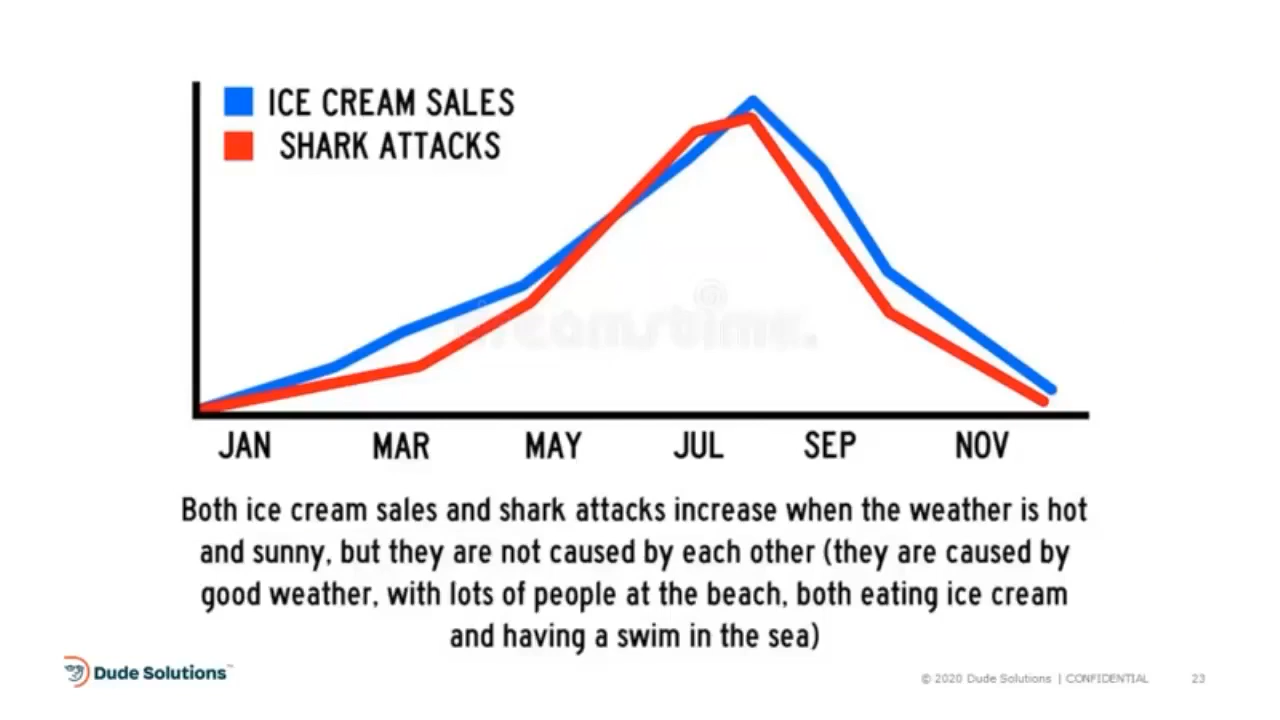 ICE CREAM SALES
SHARK ATTACKS
dreamstime.
JAN MAR MAY JUL SEP NOV
Both ice cream sales and shark attacks increase when the weather is hot
and sunny, but they are not caused by each other (they are caused by
good weather, with lots of people at the beach, both eating ice cream
and having a swim in the sea)
Dude Solutions™
© 2020 Dude Solutions | CONFIDENTIAL 23